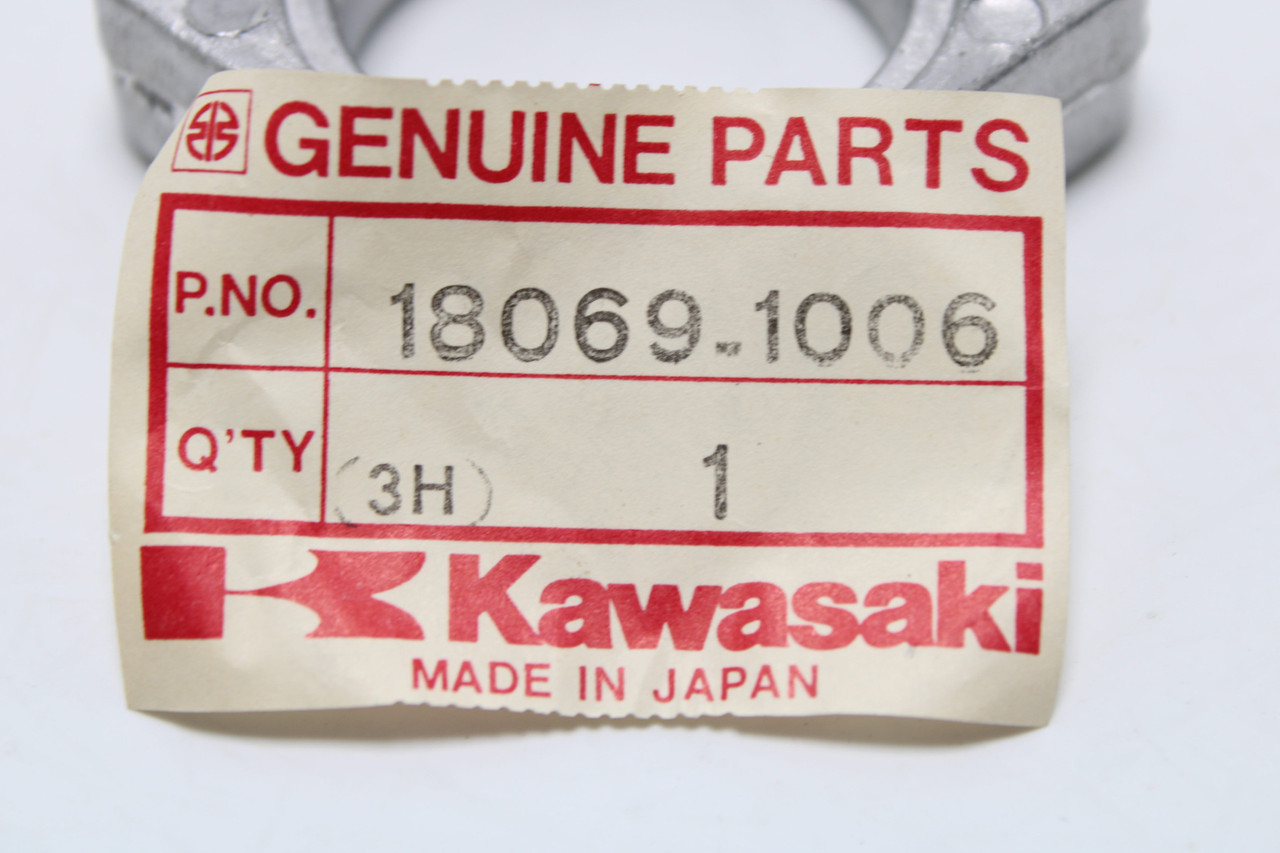 GENUINE PARTS
P.NO. 18069-1006
Q'TY (3H) 1
Kawasaki
MADE IN JAPAN